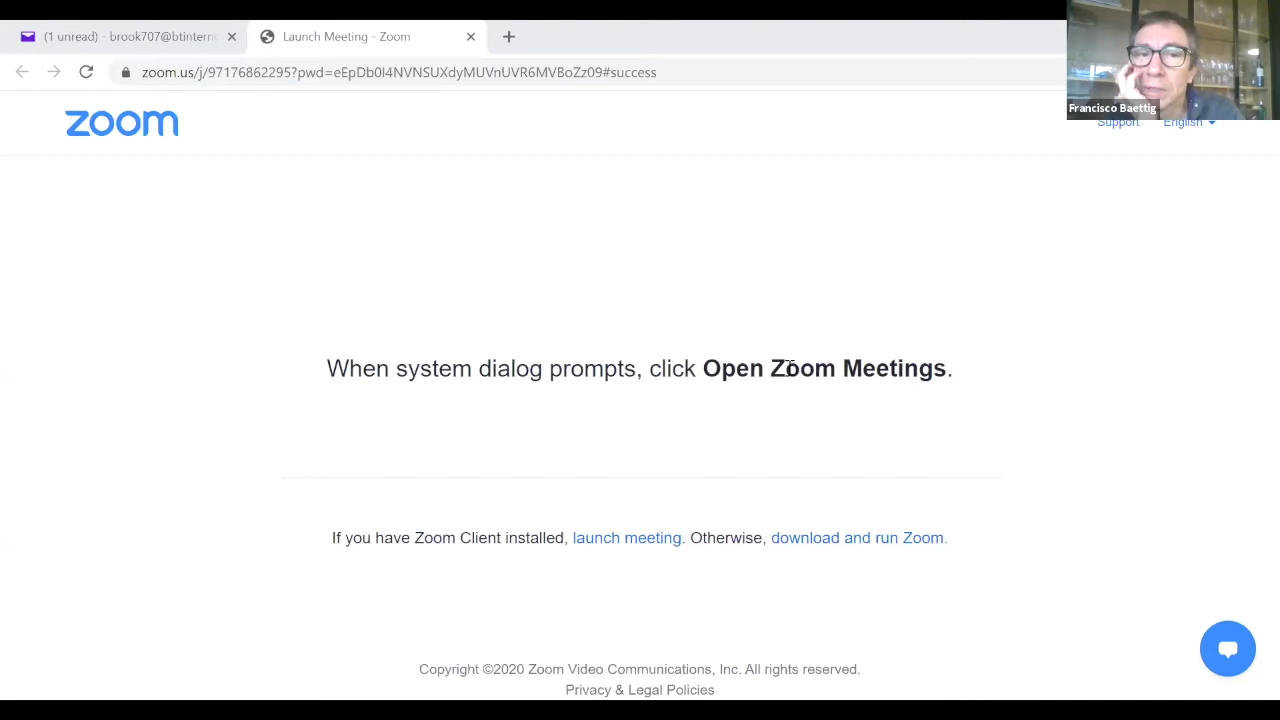 (1 unread) - brook707@btintern
Launch Meeting - Zoom
zoom.us/j/97176862295?pwd=eEpDb0l4NVNSUXdyMUVnUVR6MVBoZz09#success
Francisco Baettig
zoom
Support English
When system dialog prompts, click Open Zoom Meetings.
If you have Zoom Client installed, launch meeting. Otherwise, download and run Zoom.
Copyright ©2020 Zoom Video Communications, Inc. All rights reserved.
Privacy & Legal Policies